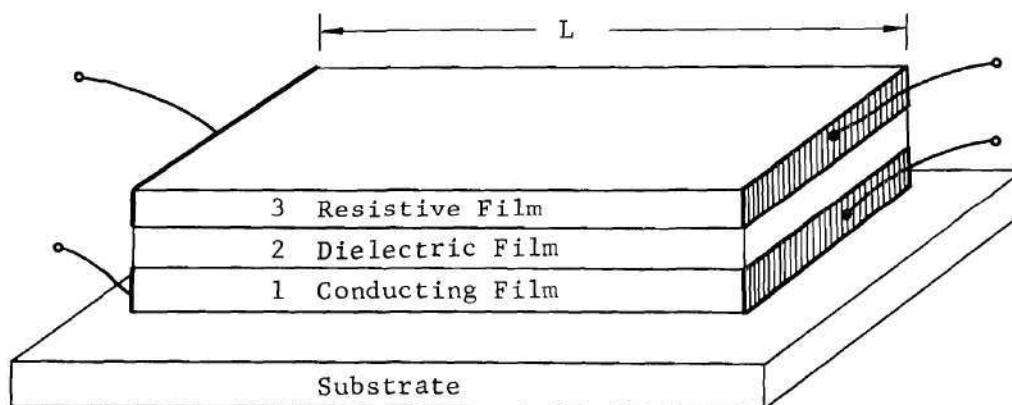 L
3 Resistive Film
2 Dielectric Film
1 Conducting Film
Substrate